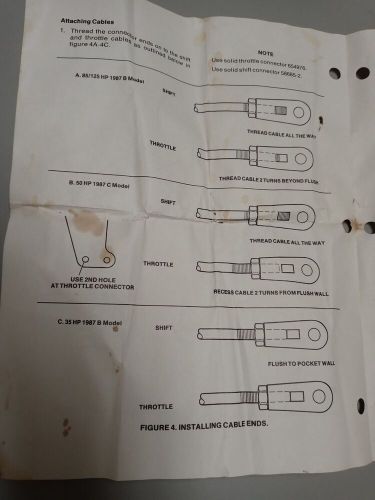 Attaching Cables
1. Thread the connector ends on to the shift
and throttle cables as outlined below in
figure 4A-4C.
NOTE
Use solid throttle connector 654976.
Use solid shift connector 58665-2.
A. 85/125 HP 1987 B Model
SHIFT
THREAD CABLE ALL THE WAY
THROTTLE
THREAD CABLE 2 TURNS BEYOND FLUSH
B. 50 HP 1987 C Model
SHIFT
THREAD CABLE ALL THE WAY
THROTTLE
USE 2ND HOLE
AT THROTTLE CONNECTOR
RECESS CABLE 2 TURNS FROM FLUSH WALL
C. 35 HP 1987 B Model
SHIFT
FLUSH TO POCKET WALL
THROTTLE
FIGURE 4. INSTALLING CABLE ENDS.